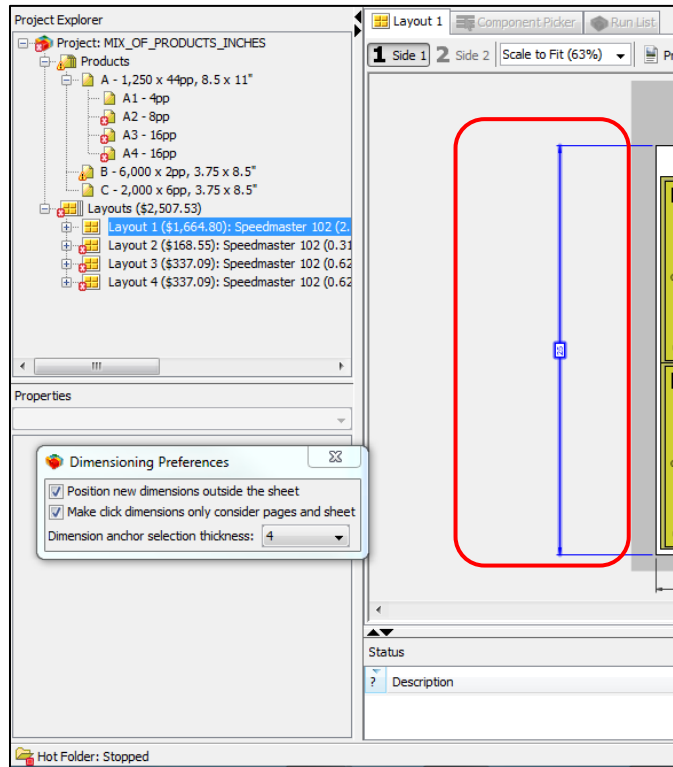 Project Explorer
Project: MIX_OF_PRODUCTS_INCHES
Products
A - 1,250 x 44pp, 8.5 x 11"
A1 - 4pp
A2 - 8pp
A3 - 16pp
A4 - 16pp
B - 6,000 x 2pp, 3.75 x 8.5"
C - 2,000 x 6pp, 3.75 x 8.5"
Layouts ($2,507.53)
Layout 1 ($1,664.80): Speedmaster 102 (2.
Layout 2 ($168.55): Speedmaster 102 (0.31
Layout 3 ($337.09): Speedmaster 102 (0.62
Layout 4 ($337.09): Speedmaster 102 (0.62
Properties
Dimensioning Preferences
Position new dimensions outside the sheet
Make click dimensions only consider pages and sheet
Dimension anchor selection thickness: 4
Hot Folder: Stopped
Layout 1 Component Picker Run List
1 Side 1 2 Side 2 Scale to Fit (63%) Pr
Status
? Description